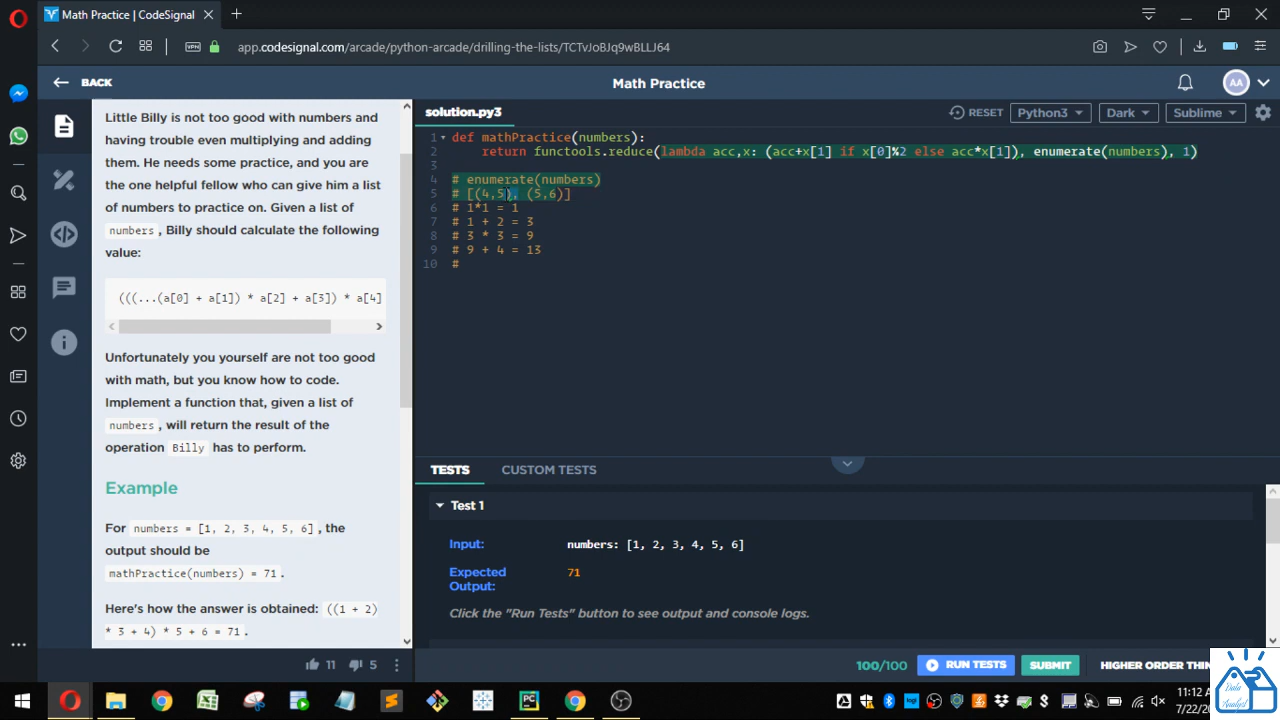 Math Practice | CodeSignal
VPN
app.codesignal.com/arcade/python-arcade/drilling-the-lists/TCTvJoBJq9wBLLJ64
BACK
Math Practice
AA
Little Billy is not too good with numbers and
having trouble even multiplying and adding
them. He needs some practice, and you are
the one helpful fellow who can give him a list
of numbers to practice on. Given a list of
numbers, Billy should calculate the following
value:
(((...(a[0] + a[1]) * a[2] + a[3]) * a[4]
Unfortunately you yourself are not too good
with math, but you know how to code.
Implement a function that, given a list of
numbers, will return the result of the
operation Billy has to perform.
Example
For numbers = [1, 2, 3, 4, 5, 6], the
output should be
mathPractice(numbers) = 71.
Here's how the answer is obtained: ((1 + 2)
* 3 + 4) * 5 + 6 = 71.
11 5
solution.py3
RESET Python3 Dark Sublime
1 def mathPractice(numbers):
2 return functools.reduce(lambda acc,x: (acc+x[1] if x[0]%2 else acc*x[1]), enumerate(numbers), 1)
3
4 # enumerate(numbers)
5 # [(4,5), (5,6)]
6 # 1*1 = 1
7 # 1 + 2 = 3
8 # 3 * 3 = 9
9 # 9 + 4 = 13
10 #
TESTS CUSTOM TESTS
Test 1
Input: numbers: [1, 2, 3, 4, 5, 6]
Expected
Output: 71
Click the "Run Tests" button to see output and console logs.
100/100 RUN TESTS SUBMIT HIGHER ORDER THIN
11:12 A
7/22/20
Data
Analyst